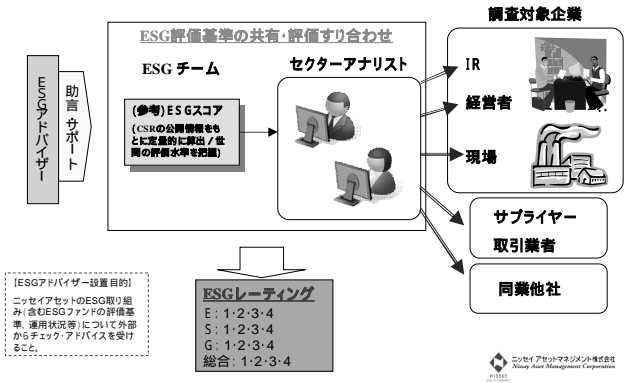 ESGアドバイザー
助言 サポート
ESG評価基準の共有・評価すり合わせ
ESG チーム
(参考)ESGスコア
(CSRの公開情報をも
とに定量的に算出/世
間の評価水準を把握)
セクターアナリスト
調査対象企業
IR
経営者
現場
サプライヤー
取引業者
同業他社
【ESGアドバイザー設置目的】
ニッセイアセットのESG取り組
み(含むESGファンドの評価基
準、運用状況等)について外部
からチェック・アドバイスを受け
ること。
ESGレーティング
E：1・2・3・4
S：1・2・3・4
G：1・2・3・4
総合：1・2・3・4
NISSAY
ニッセイ アセットマネジメント株式会社
Nissay Asset Management Corporation